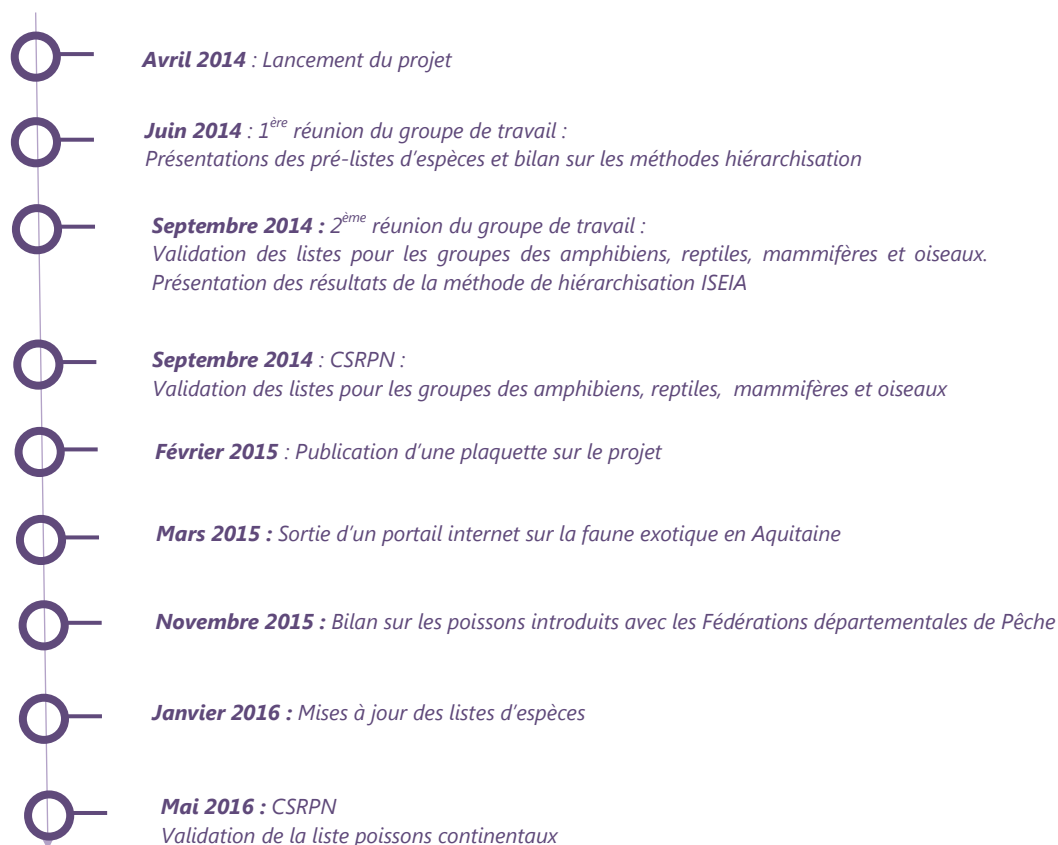 Avril 2014 : Lancement du projet
Juin 2014 : 1ère réunion du groupe de travail :
Présentations des pré-listes d'espèces et bilan sur les méthodes hiérarchisation
Septembre 2014 : 2ème réunion du groupe de travail :
Validation des listes pour les groupes des amphibiens, reptiles, mammifères et oiseaux.
Présentation des résultats de la méthode de hiérarchisation ISEIA
Septembre 2014 : CSRPN :
Validation des listes pour les groupes des amphibiens, reptiles, mammifères et oiseaux
Février 2015 : Publication d'une plaquette sur le projet
Mars 2015 : Sortie d'un portail internet sur la faune exotique en Aquitaine
Novembre 2015 : Bilan sur les poissons introduits avec les Fédérations départementales de Pêche
Janvier 2016 : Mises à jour des listes d'espèces
Mai 2016 : CSRPN
Validation de la liste poissons continentaux